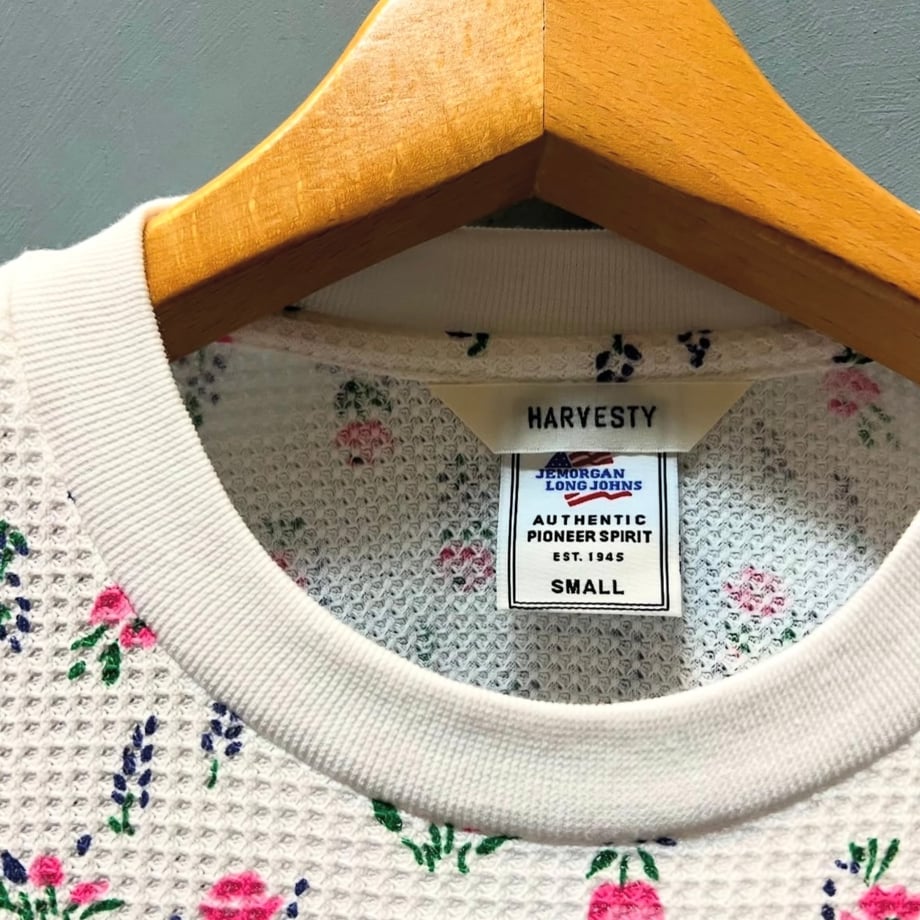 HARVESTY
JEMORGAN
LONG JOHNS
AUTHENTIC
PIONEER SPIRIT
EST. 1945
SMALL